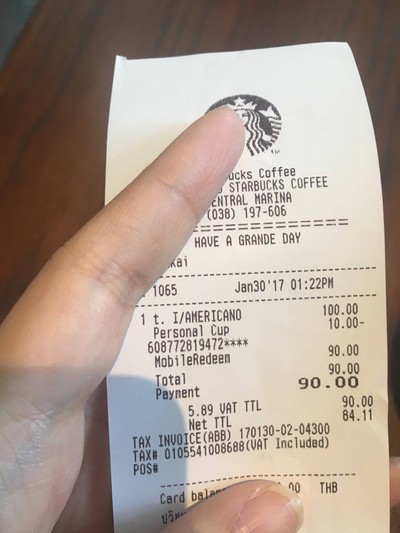 ucks Coffee
STARBUCKS COFFEE
ENTRAL MARINA
(038) 197-606
HAVE A GRANDE DAY
kai
1065 Jan30'17 01:22PM
1 t. I/AMERICANO 100.00
Personal Cup 10.00-
608772819472****
MobileRedeem 90.00
Total 90.00
Payment 90.00
5.89 VAT TTL 90.00
Net TTL 84.11
TAX INVOICE(ABB) 170130-02-04300
TAX# 0105541008688(VAT Included)
POS#
Card balan .00 THB